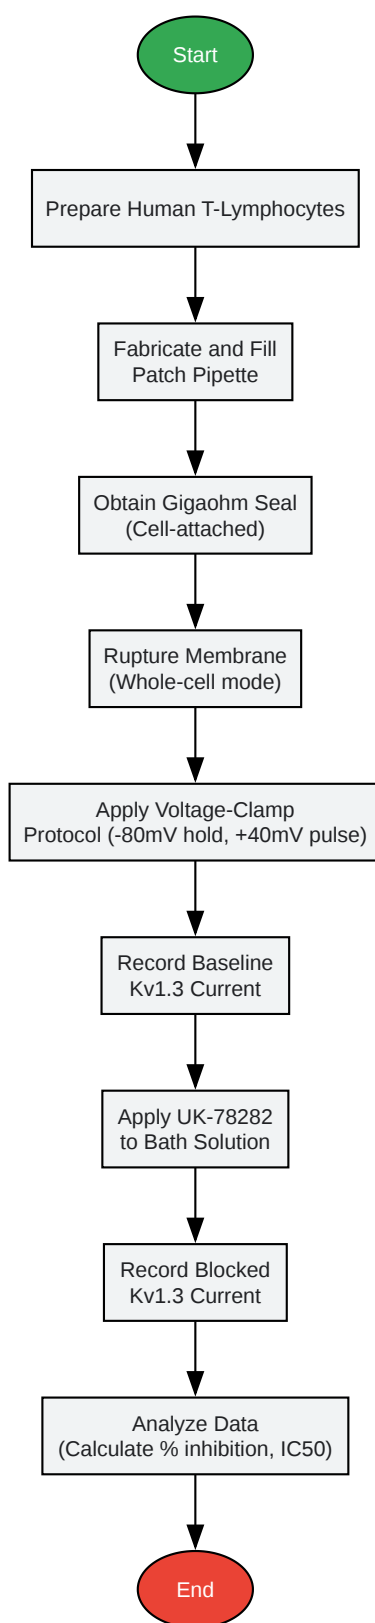 Start
Prepare Human T-Lymphocytes
Fabricate and Fill
Patch Pipette
Obtain Gigaohm Seal
(Cell-attached)
Rupture Membrane
(Whole-cell mode)
Apply Voltage-Clamp
Protocol (-80mV hold, +40mV pulse)
Record Baseline
Kv1.3 Current
Apply UK-78282
to Bath Solution
Record Blocked
Kv1.3 Current
Analyze Data
(Calculate % inhibition, IC50)
End